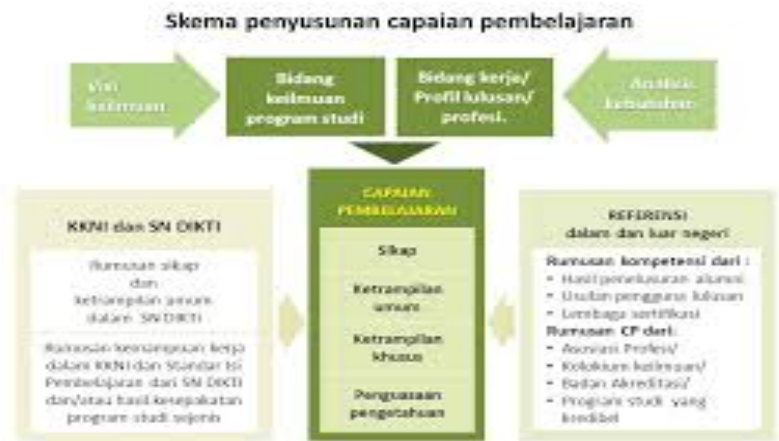 Skema penyusunan capaian pembelajaran
Visi
keilmuan
Bidang
keilmuan
program studi
Bidang kerja/
Profil lulusan/
profesi.
Analisis
kebutuhan
KKNI dan SN DIKTI
Rumusan sikap
dan
ketrampilan umum
dalam SN DIKTI
Rumusan kemampuan kerja
dalam KKNI dan Standar Isi
Pembelajaran dari SN DIKTI
dan/atau hasil kesepakatan
program studi sejenis
CAPAIAN
PEMBELAJARAN
Sikap
Ketrampilan
umum
Ketrampilan
khusus
Penguasaan
pengetahuan
REFERENSI
dalam dan luar negeri
Rumusan kompetensi dari :
• Hasil penelusuran alumni
• Usulan pengguna lulusan
• Lembaga sertifikasi
Rumusan CP dari:
• Asosiasi Profesi/
• Kolokium keilmuan/
• Badan Akreditasi/
• Program studi yang
kredibel